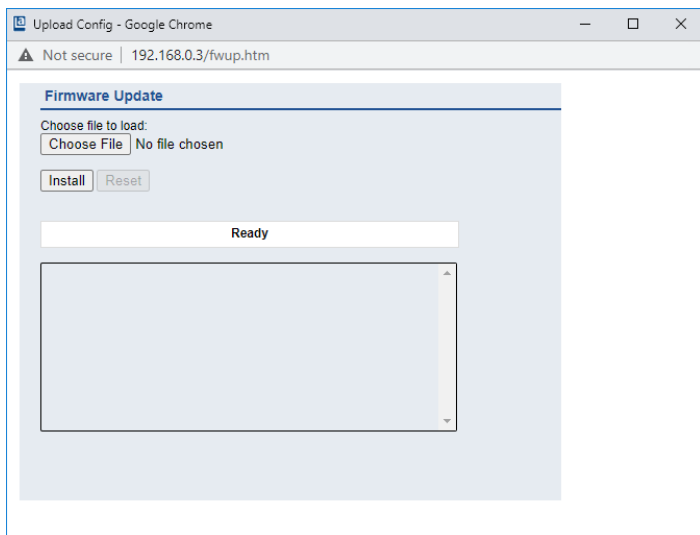 Upload Config - Google Chrome
Not secure | 192.168.0.3/fwup.htm
Firmware Update
Choose file to load:
Choose File No file chosen
Install Reset
Ready